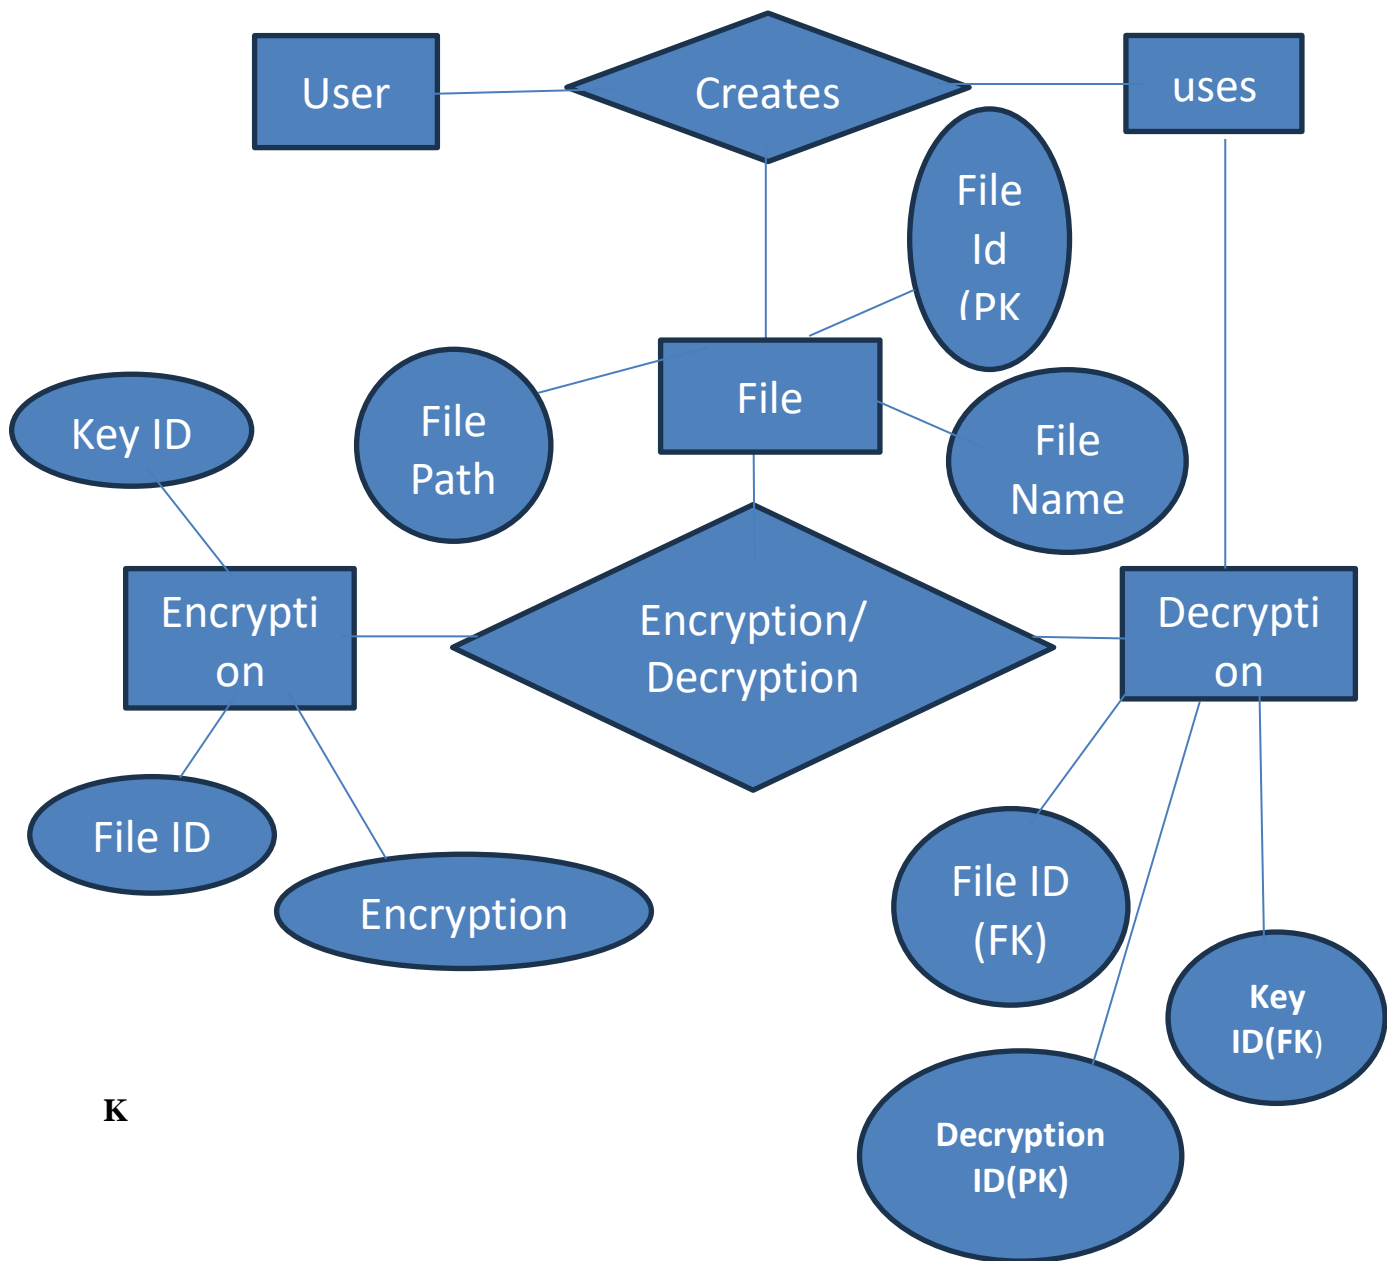 User
Creates
uses
File
Id
(PK
File
File
Path
File
Name
Key ID
Encrypti
on
Encryption/
Decryption
Decrypti
on
File ID
Encryption
File ID
(FK)
Key
ID(FK)
Decryption
ID(PK)
K